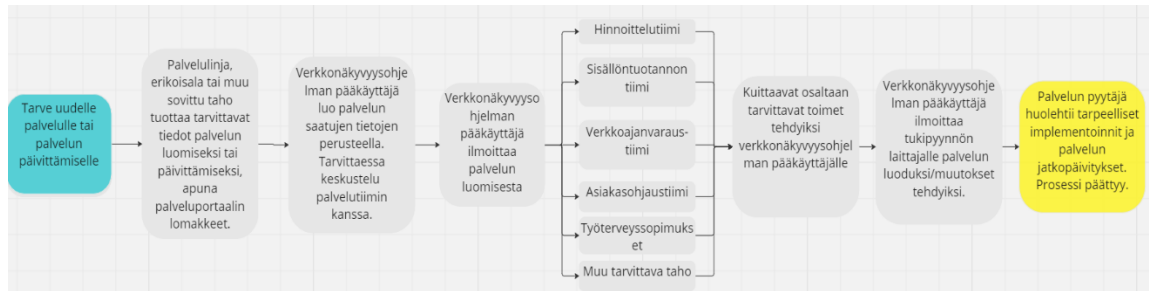 Tarve uudelle
palvelulle tai
palvelun
päivittämiselle
Palvelulinja,
erikoisala tai muu
sovittu taho
tuottaa tarvittavat
tiedot palvelun
luomiseksi tai
päivittämiseksi,
apuna
palveluportaalin
lomakkeet.
Verkkonäkyvyysohje
lman pääkäyttäjä
luo palvelun
saatujen tietojen
perusteella.
Tarvittaessa
keskustelu
palvelutiimin
kanssa.
Verkkonäkyvyyso
hjelman
pääkäyttäjä
ilmoittaa
palvelun
luomisesta
Hinnoittelutiimi
Sisällöntuotannon
tiimi
Verkkoajanvaraus-
tiimi
Asiakasohjaustiimi
Työterveyssopimuks
et
Muu tarvittava taho
Kuittaavat osaltaan
tarvittavat toimet
tehdyiksi
verkkonäkyvyysohjel
man pääkäyttäjälle
Verkkonäkyvyysohje
lman pääkäyttäjä
ilmoittaa
tukipyynnön
laittajalle palvelun
luoduksi/muutokset
tehdyiksi.
Palvelun pyytäjä
huolehtii tarpeelliset
implementoinnit ja
palvelun
jatkopäivitykset.
Prosessi päättyy.